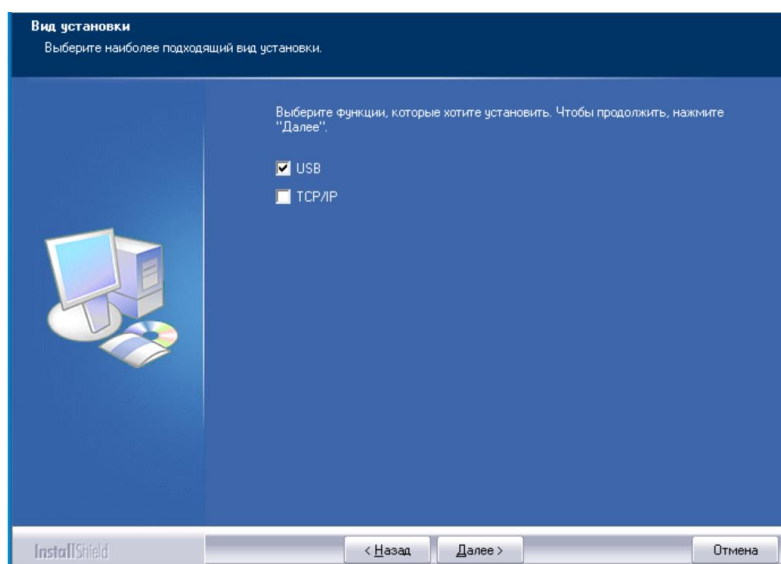 Вид установки
Выберите наиболее подходящий вид установки.
Выберите функции, которые хотите установить. Чтобы продолжить, нажмите
"Далее".
USB
TCP/IP
InstallShield
< Назад
Далее >
Отмена